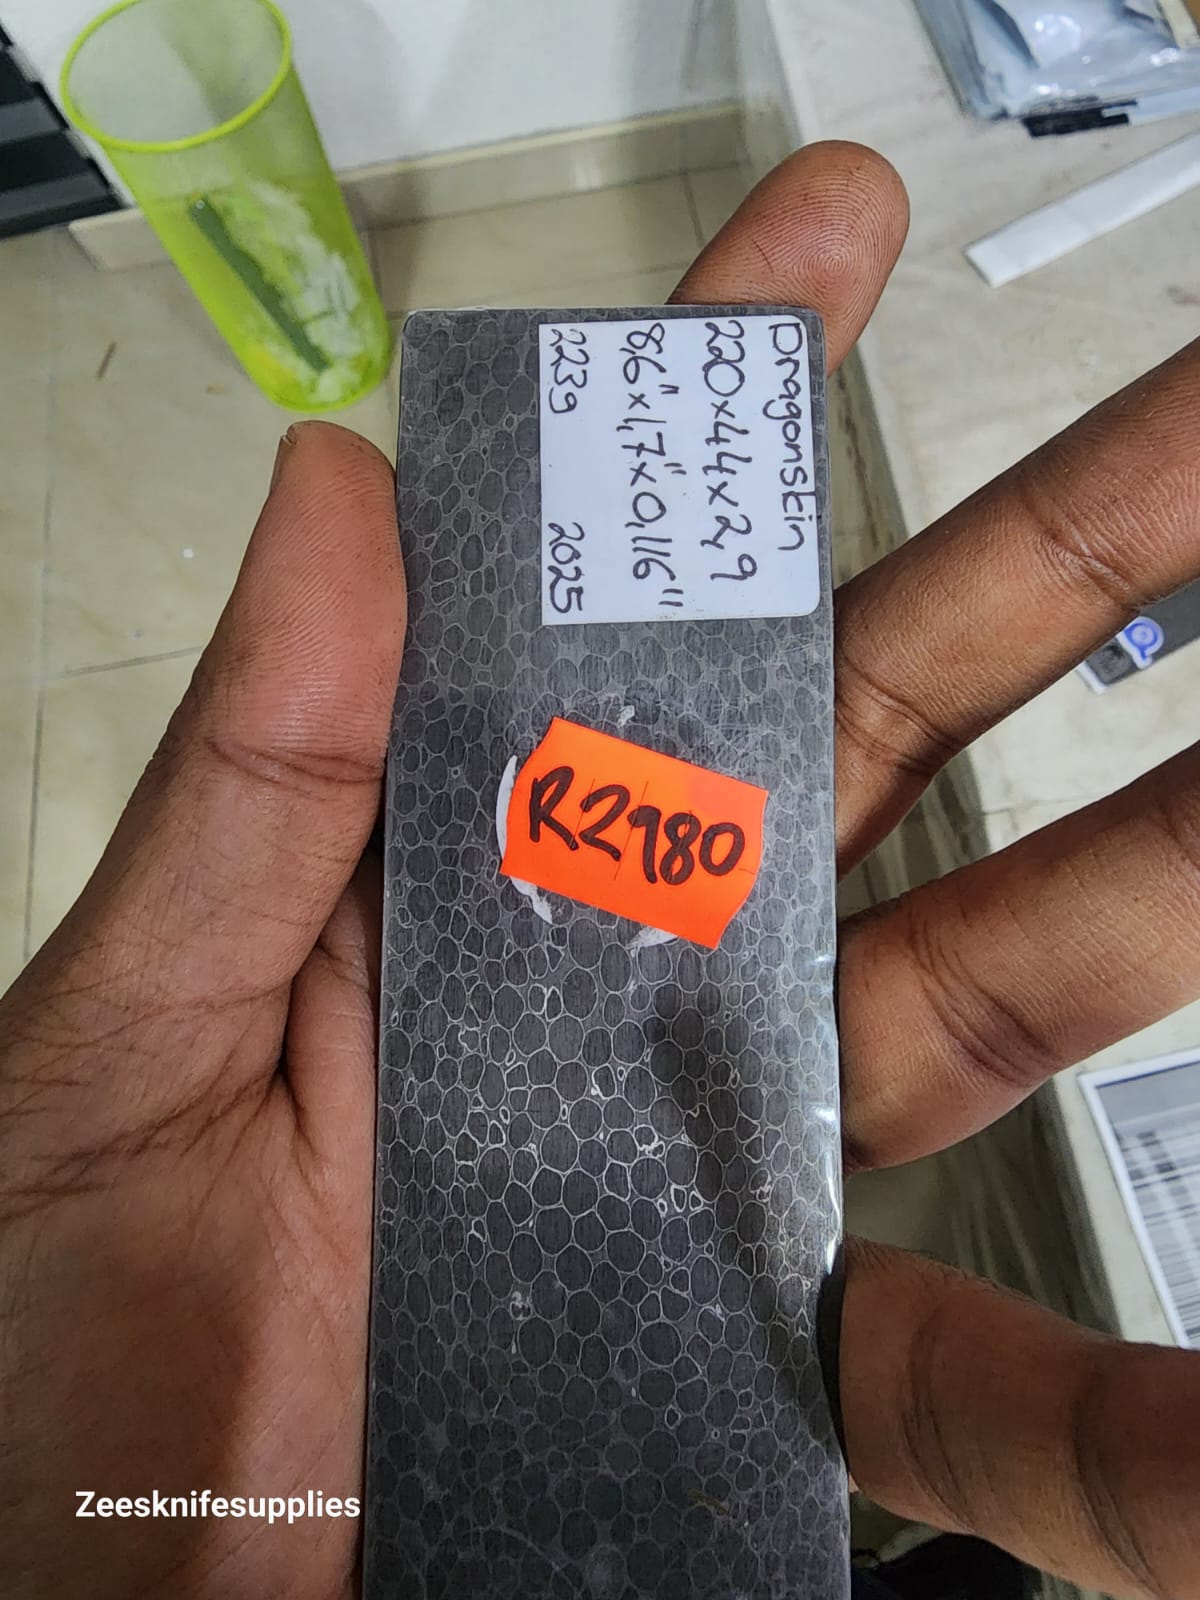 Dragonskin
220x44x2,9
8,6"x1,7"x0,116"
223g 2025
R2980
Zeesknifesupplies